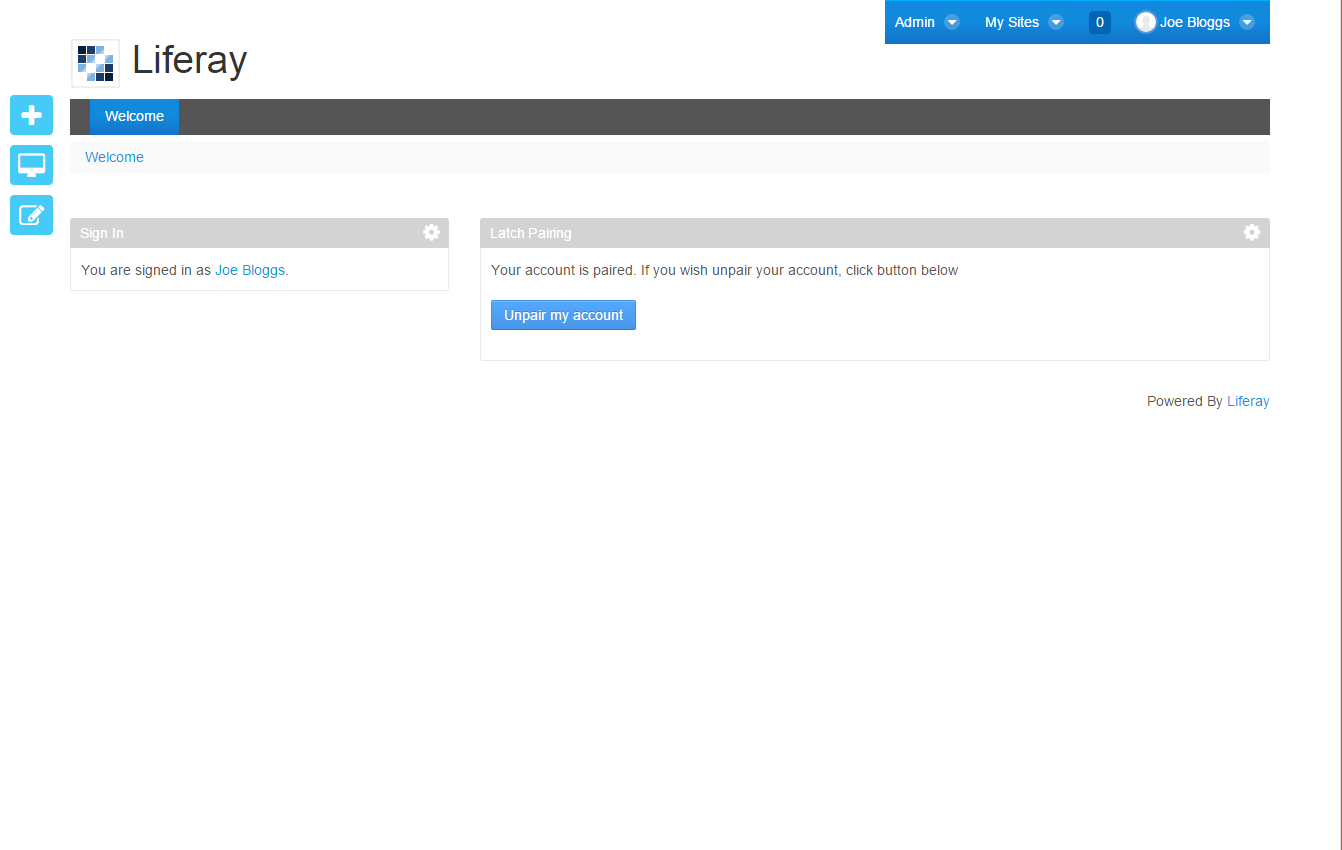 Admin My Sites 0 Joe Bloggs
Liferay
Welcome
Welcome
Sign In
You are signed in as Joe Bloggs.
Latch Pairing
Your account is paired. If you wish unpair your account, click button below
Unpair my account
Powered By Liferay